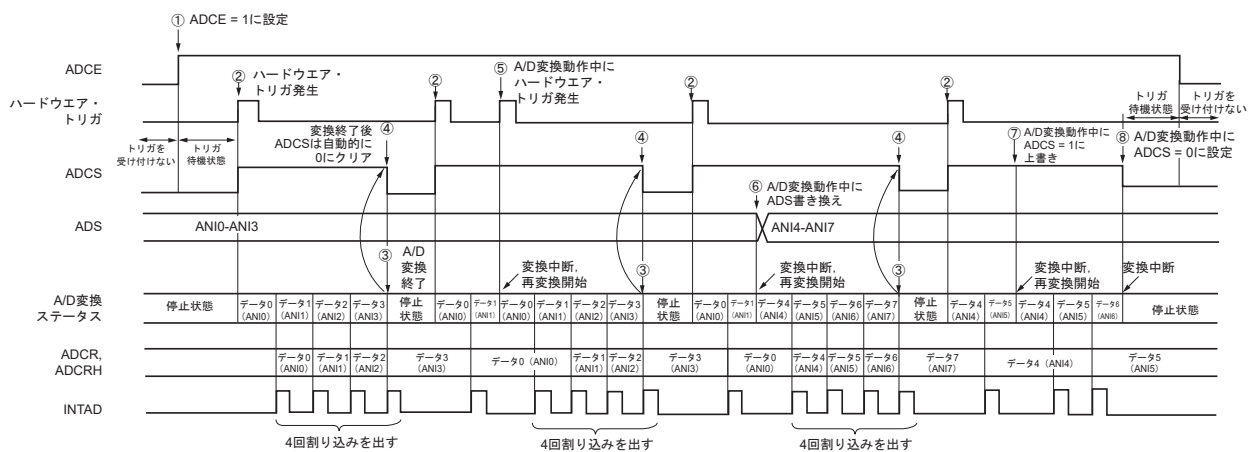 ① ADCE = 1に設定
ADCE
② ハードウエア・
トリガ発生
②
⑤ A/D変換動作中に
ハードウエア・
トリガ発生
②
②
ハードウエア・
トリガ
トリガを
受け付けない
トリガ
待機状態
変換終了後
ADCSは自動的に
0にクリア
④
④
④
⑦ A/D変換動作中に
ADCS = 1に
上書き
トリガ
待機状態
トリガを
受け付けない
⑧ A/D変換動作中に
ADCS = 0に設定
ADCS
⑥ A/D変換動作中に
ADS書き換え
ADS
ANI0-ANI3
ANI4-ANI7
③
A/D
変換
終了
変換中断,
再変換開始
③
変換中断,
再変換開始
③
変換中断,
再変換開始
変換中断
A/D変換
ステータス
停止状態
データ0
(ANI0)
データ1
(ANI1)
データ2
(ANI2)
データ3
(ANI3)
停止
状態
データ0
(ANI0)
データ1
(ANI1)
データ0
(ANI0)
データ1
(ANI1)
データ2
(ANI2)
データ3
(ANI3)
停止
状態
データ0
(ANI0)
データ1
(ANI1)
データ4
(ANI4)
データ5
(ANI5)
データ6
(ANI6)
データ7
(ANI7)
停止
状態
データ4
(ANI4)
データ5
(ANI5)
データ4
(ANI4)
データ5
(ANI5)
データ6
(ANI6)
停止状態
ADCR,
ADCRH
データ0
(ANI0)
データ1
(ANI1)
データ2
(ANI2)
データ3
(ANI3)
データ0 (ANI0)
データ1
(ANI1)
データ2
(ANI2)
データ3
(ANI3)
データ0
(ANI0)
データ4
(ANI4)
データ5
(ANI5)
データ6
(ANI6)
データ7
(ANI7)
データ4 (ANI4)
データ5
(ANI5)
INTAD
4回割り込みを出す
4回割り込みを出す
4回割り込みを出す